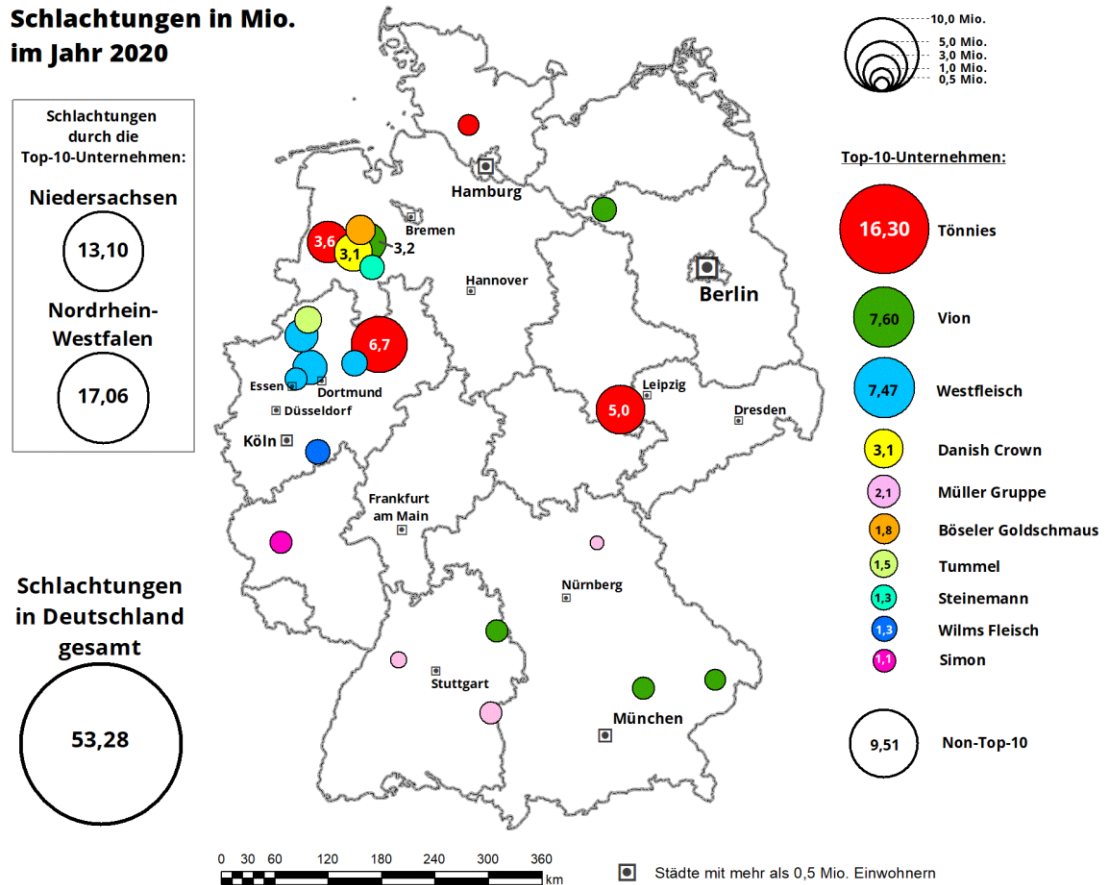 Schlachtungen in Mio.
im Jahr 2020
Schlachtungen
durch die
Top-10-Unternehmen:
Niedersachsen
13,10
Nordrhein-
Westfalen
17,06
Schlachtungen
in Deutschland
gesamt
53,28
Hamburg
Bremen
3,6
3,1
3,2
Hannover
Berlin
6,7
Essen
Dortmund
Düsseldorf
Köln
Leipzig
5,0
Dresden
Frankfurt
am Main
Nürnberg
Stuttgart
München
10,0 Mio.
5,0 Mio.
3,0 Mio.
1,0 Mio.
0,5 Mio.
Top-10-Unternehmen:
16,30 Tönnies
7,60 Vion
7,47 Westfleisch
3,1 Danish Crown
2,1 Müller Gruppe
1,8 Böseler Goldschmaus
1,5 Tummel
1,3 Steinemann
1,3 Wilms Fleisch
1,1 Simon
9,51 Non-Top-10
0 30 60 120 180 240 300 360
km
Städte mit mehr als 0,5 Mio. Einwohnern